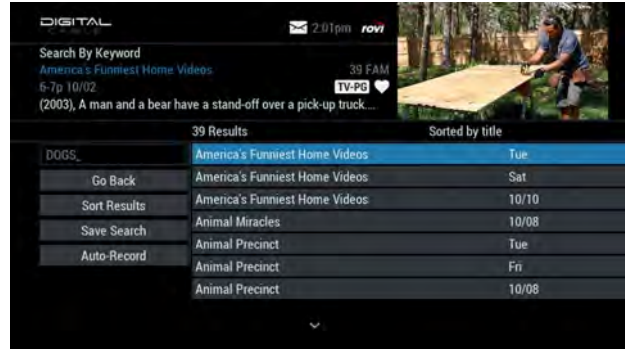 DIGITAL
CABLE
2:01pm rovi
Search By Keyword
America's Funniest Home Videos 39 FAM
6-7p 10/02 TV-PG
(2003), A man and a bear have a stand-off over a pick-up truck....
39 Results Sorted by title
DOGS_
America's Funniest Home Videos Tue
Go Back
America's Funniest Home Videos Sat
Sort Results
America's Funniest Home Videos 10/10
Save Search
Animal Miracles 10/08
Auto-Record
Animal Precinct Tue
Animal Precinct Fri
Animal Precinct 10/08